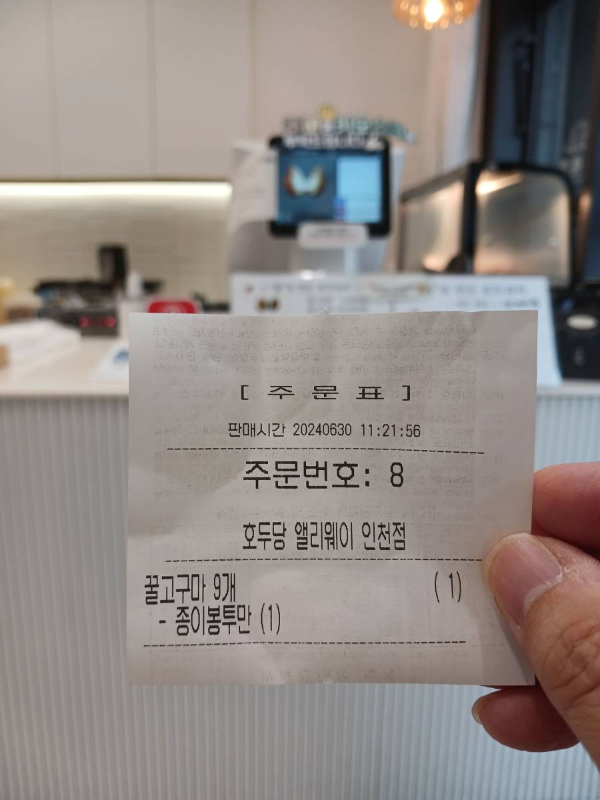 [ 주 문 표 ]
판매시간 20240630 11:21:56
주문번호: 8
호두당 앨리웨이 인천점
꿀고구마 9개 ( 1)
- 종이봉투만 (1)